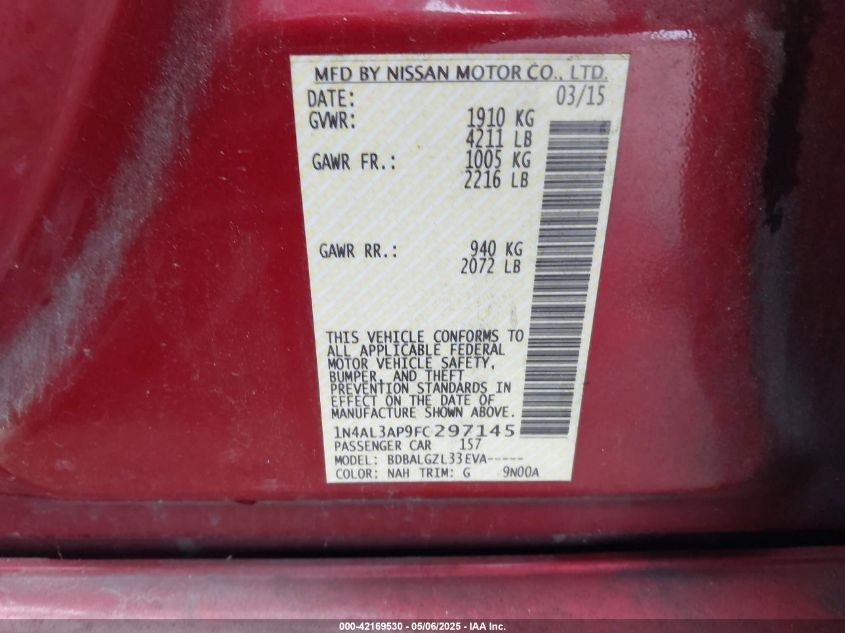 MFD BY NISSAN MOTOR CO., LTD.
DATE: 03/15
GVWR: 1910 KG
4211 LB
GAWR FR.: 1005 KG
2216 LB
GAWR RR.: 940 KG
2072 LB
THIS VEHICLE CONFORMS TO
ALL APPLICABLE FEDERAL
MOTOR VEHICLE SAFETY,
BUMPER, AND THEFT
PREVENTION STANDARDS IN
EFFECT ON THE DATE OF
MANUFACTURE SHOWN ABOVE.
1N4AL3AP9FC297145
PASSENGER CAR 157
MODEL: BDBALGZL33EVA-----
COLOR: NAH TRIM: G 9N00A
000-42169530 - 05/06/2025 - IAA Inc.